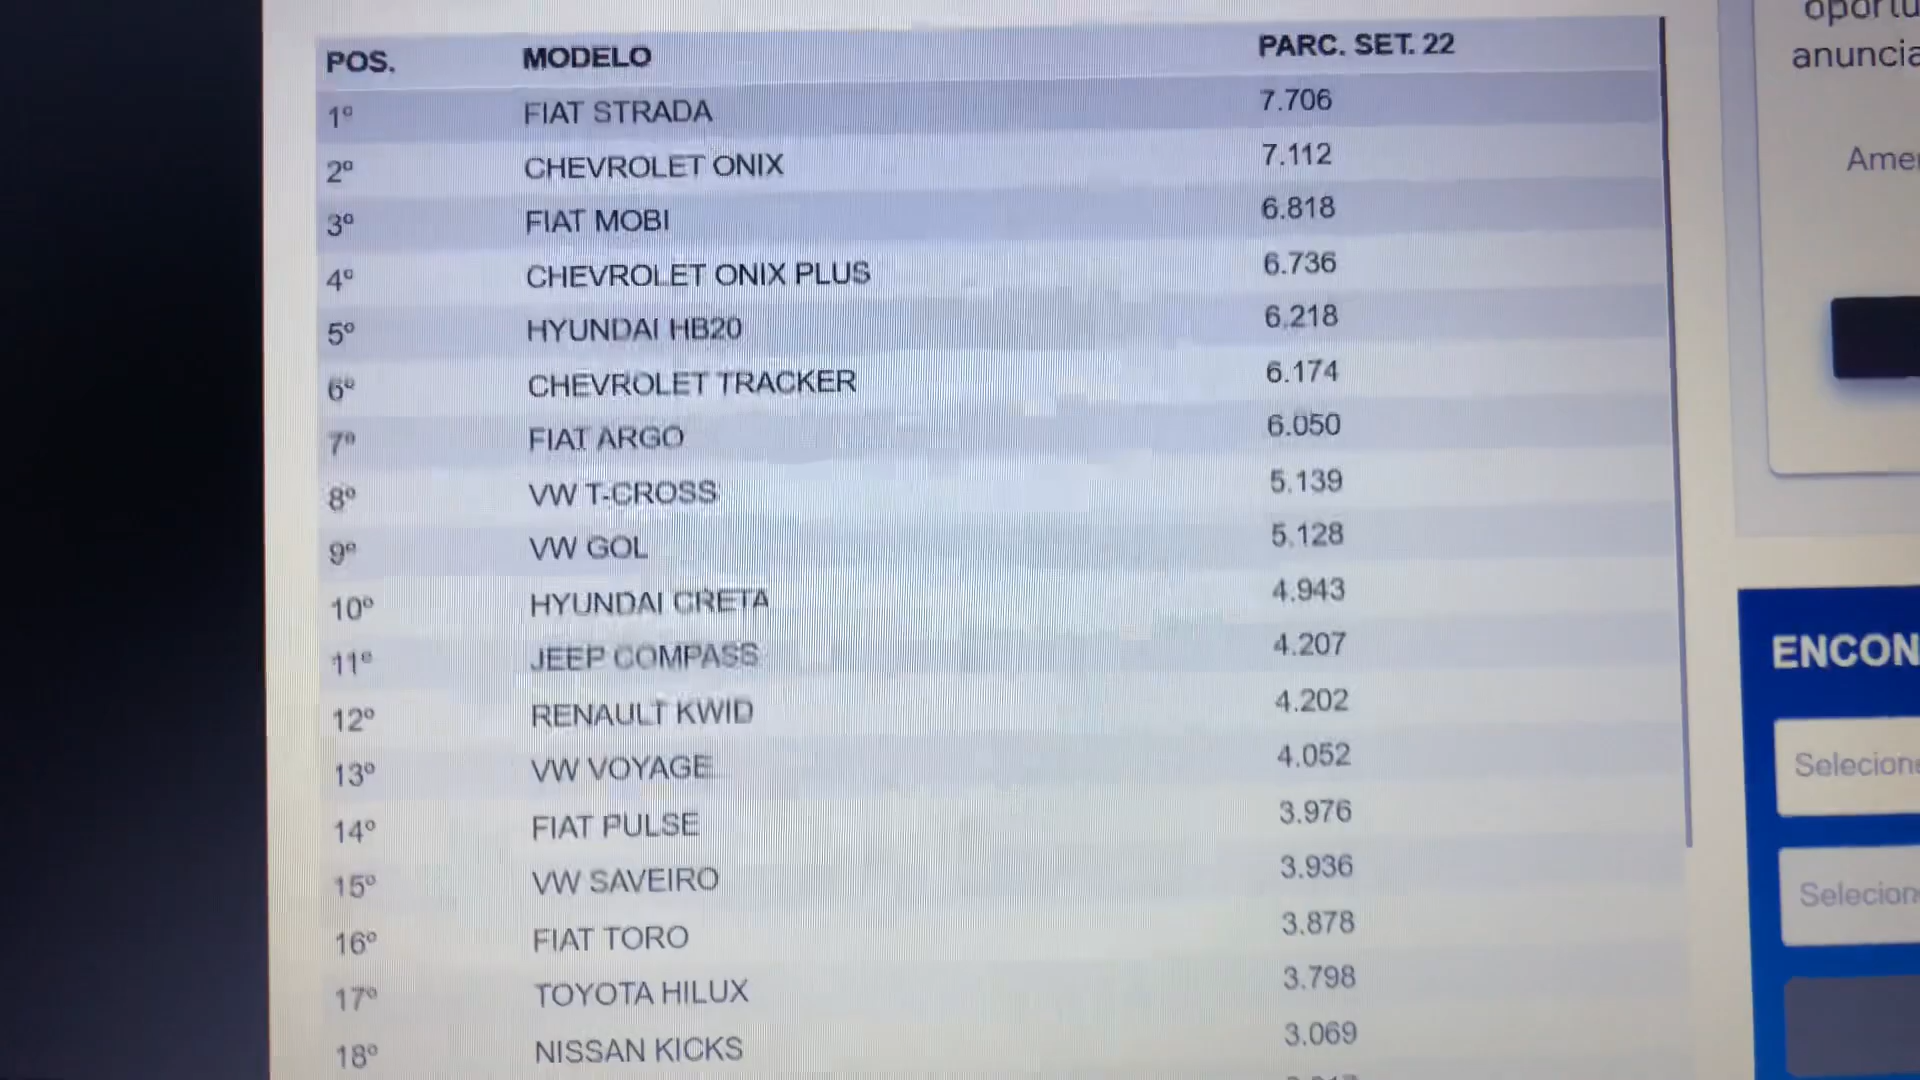 POS. MODELO PARC. SET. 22
1º FIAT STRADA 7.706
2º CHEVROLET ONIX 7.112
3º FIAT MOBI 6.818
4º CHEVROLET ONIX PLUS 6.736
5º HYUNDAI HB20 6.218
6º CHEVROLET TRACKER 6.174
7º FIAT ARGO 6.050
8º VW T-CROSS 5.139
9º VW GOL 5.128
10º HYUNDAI CRETA 4.943
11º JEEP COMPASS 4.207
12º RENAULT KWID 4.202
13º VW VOYAGE 4.052
14º FIAT PULSE 3.976
15º VW SAVEIRO 3.936
16º FIAT TORO 3.878
17º TOYOTA HILUX 3.798
18º NISSAN KICKS 3.069
oportu
anuncia
Amer
ENCON
Selecione
Selecion